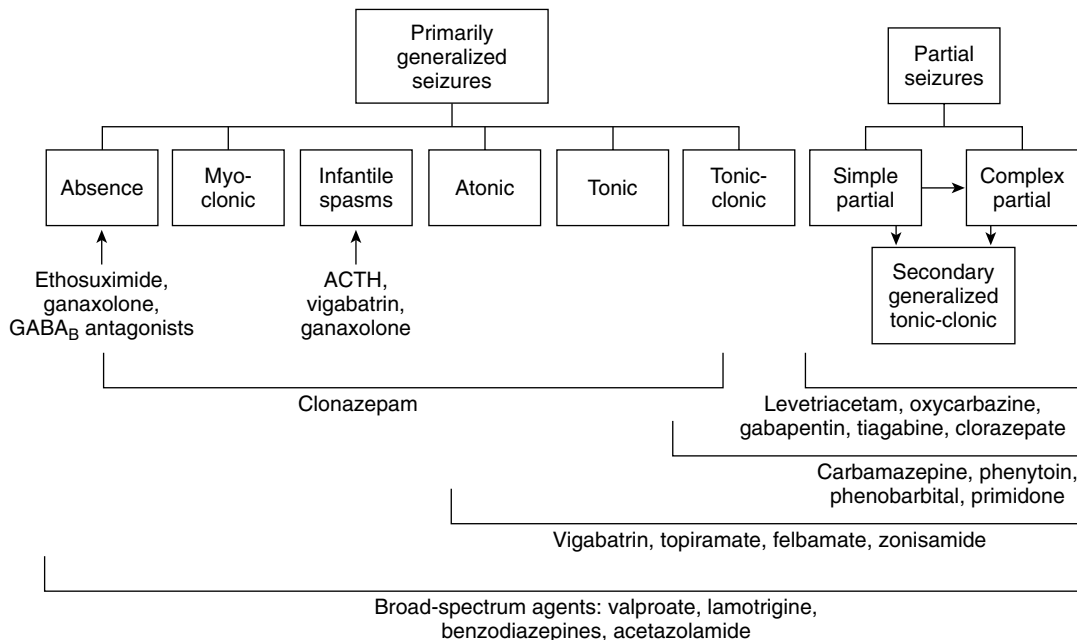 Primarily
generalized
seizures
Partial
seizures
Absence
Myo-
clonic
Infantile
spasms
Atonic
Tonic
Tonic-
clonic
Simple
partial
Complex
partial
Ethosuximide,
ganaxolone,
GABAB antagonists
ACTH,
vigabatrin,
ganaxolone
Secondary
generalized
tonic-clonic
Clonazepam
Levetriacetam, oxycarbazine,
gabapentin, tiagabine, clorazepate
Carbamazepine, phenytoin,
phenobarbital, primidone
Vigabatrin, topiramate, felbamate, zonisamide
Broad-spectrum agents: valproate, lamotrigine,
benzodiazepines, acetazolamide